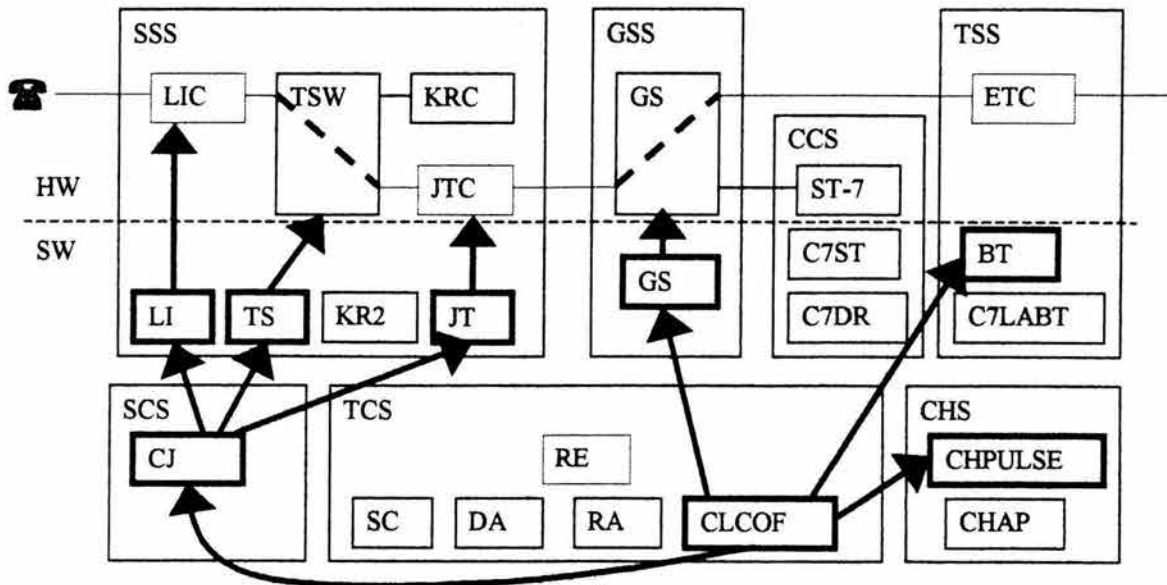 SSS
GSS
TSS
LIC
TSW
KRC
GS
ETC
CCS
HW
JTC
ST-7
SW
C7ST
BT
GS
LI
TS
KR2
JT
C7DR
C7LABT
SCS
TCS
CHS
CJ
RE
CHPULSE
SC
DA
RA
CLCOF
CHAP